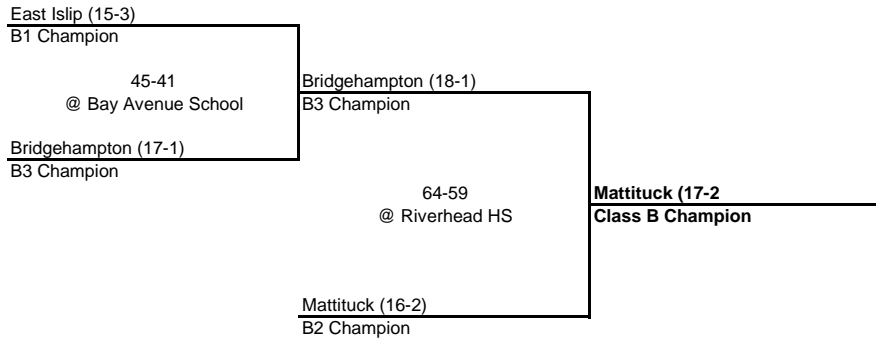 East Islip (15-3)
B1 Champion
45-41
@ Bay Avenue School
Bridgehampton (17-1)
B3 Champion
Bridgehampton (18-1)
B3 Champion
64-59
@ Riverhead HS
Mattituck (16-2)
B2 Champion
Mattituck (17-2
Class B Champion